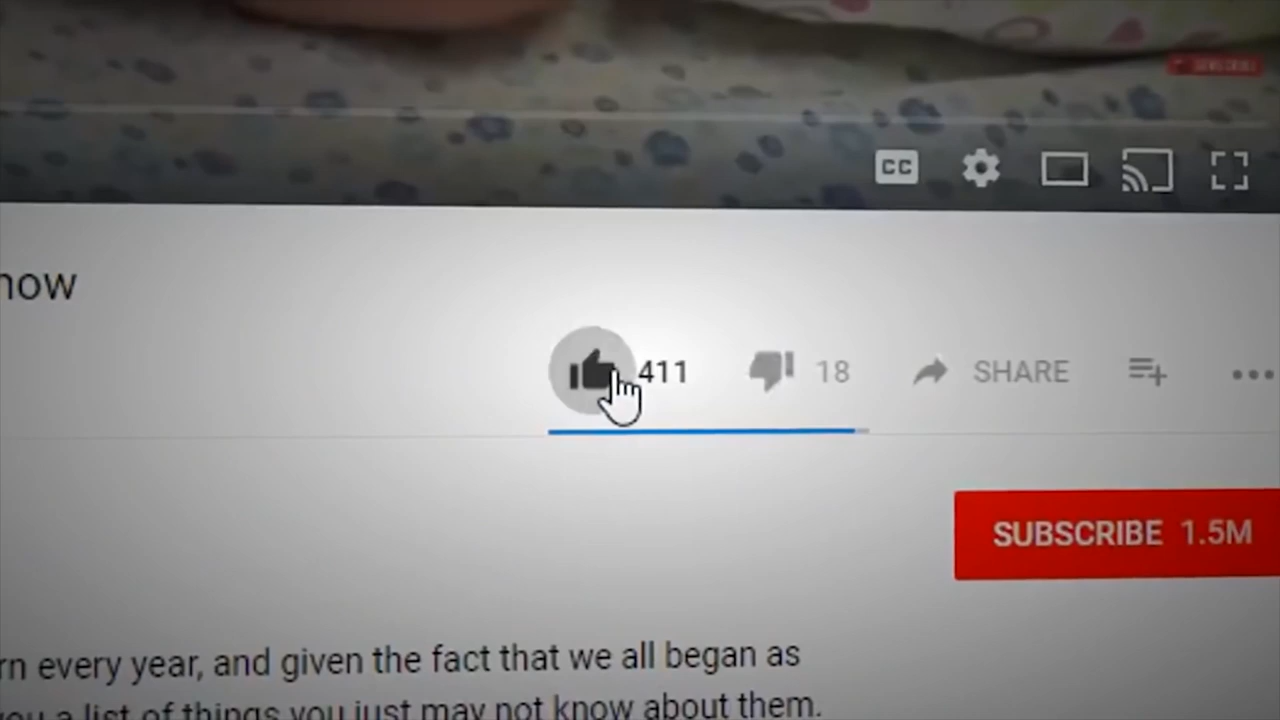 CC
now
411 18 SHARE
SUBSCRIBE 1.5M
rn every year, and given the fact that we all began as
you a list of things you just may not know about them.